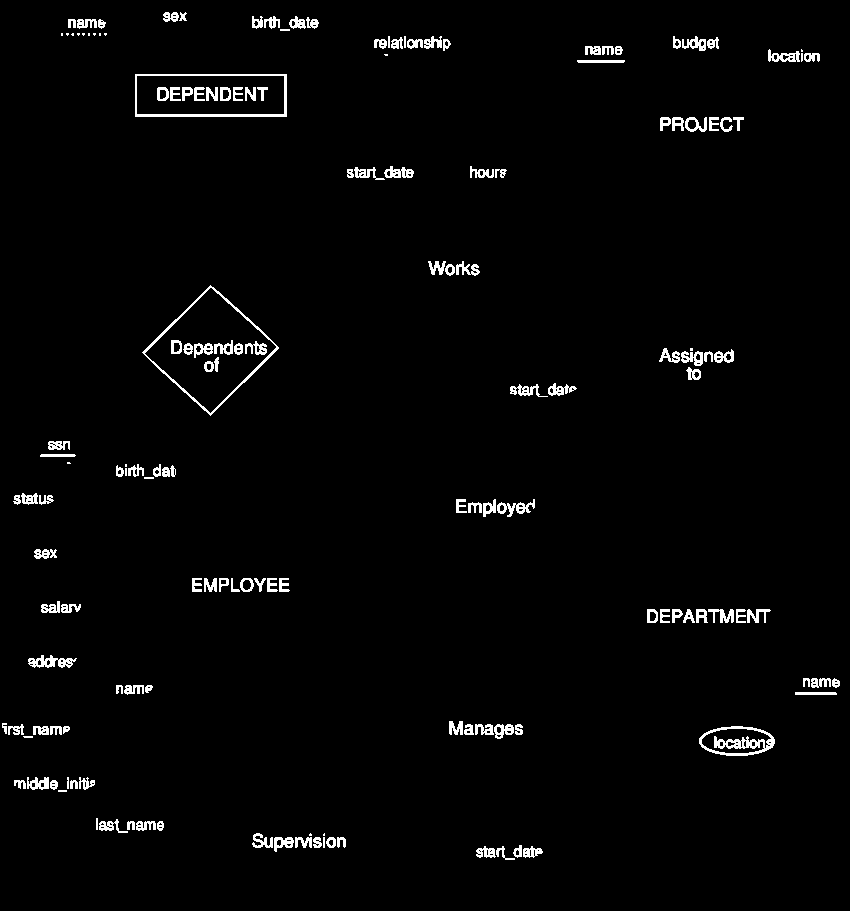 name
sex
birth_date
relationship
name
budget
location
DEPENDENT
PROJECT
start_date
hours
Works
Dependents
of
Assigned
to
start_date
ssn
birth_dat
status
Employed
sex
EMPLOYEE
salary
DEPARTMENT
address
name
name
first_name
Manages
locations
middle_initia
last_name
Supervision
start_date